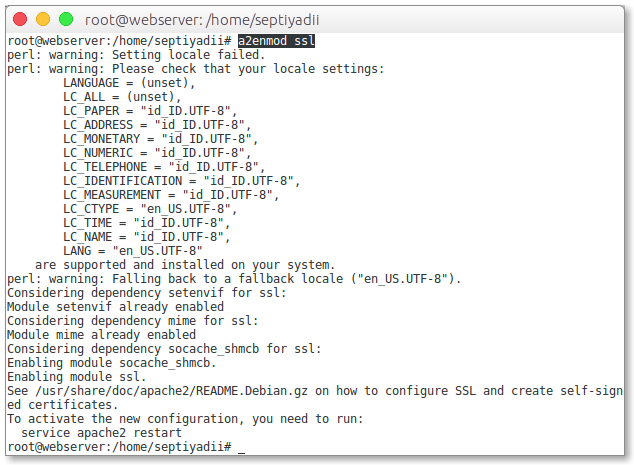 root@webserver: /home/septiyadii
root@webserver:/home/septiyadii# a2enmod ssl
perl: warning: Setting locale failed.
perl: warning: Please check that your locale settings:
        LANGUAGE = (unset),
        LC_ALL = (unset),
        LC_PAPER = "id_ID.UTF-8",
        LC_ADDRESS = "id_ID.UTF-8",
        LC_MONETARY = "id_ID.UTF-8",
        LC_NUMERIC = "id_ID.UTF-8",
        LC_TELEPHONE = "id_ID.UTF-8",
        LC_IDENTIFICATION = "id_ID.UTF-8",
        LC_MEASUREMENT = "id_ID.UTF-8",
        LC_CTYPE = "en_US.UTF-8",
        LC_TIME = "id_ID.UTF-8",
        LC_NAME = "id_ID.UTF-8",
        LANG = "en_US.UTF-8"
    are supported and installed on your system.
perl: warning: Falling back to a fallback locale ("en_US.UTF-8").
Considering dependency setenvif for ssl:
Module setenvif already enabled
Considering dependency mime for ssl:
Module mime already enabled
Considering dependency socache_shmcb for ssl:
Enabling module socache_shmcb.
Enabling module ssl.
See /usr/share/doc/apache2/README.Debian.gz on how to configure SSL and create self-sign
ed certificates.
To activate the new configuration, you need to run:
  service apache2 restart
root@webserver:/home/septiyadii# _